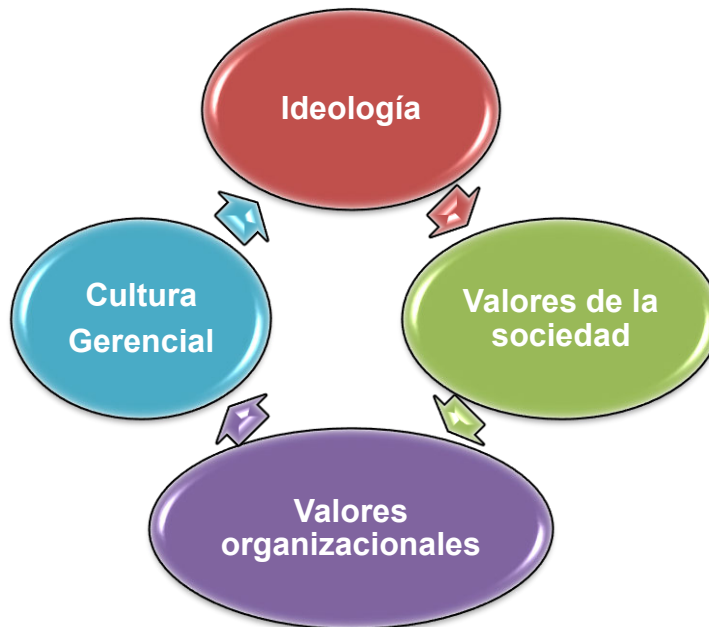 Ideología
Cultura
Gerencial
Valores de la
sociedad
Valores
organizacionales